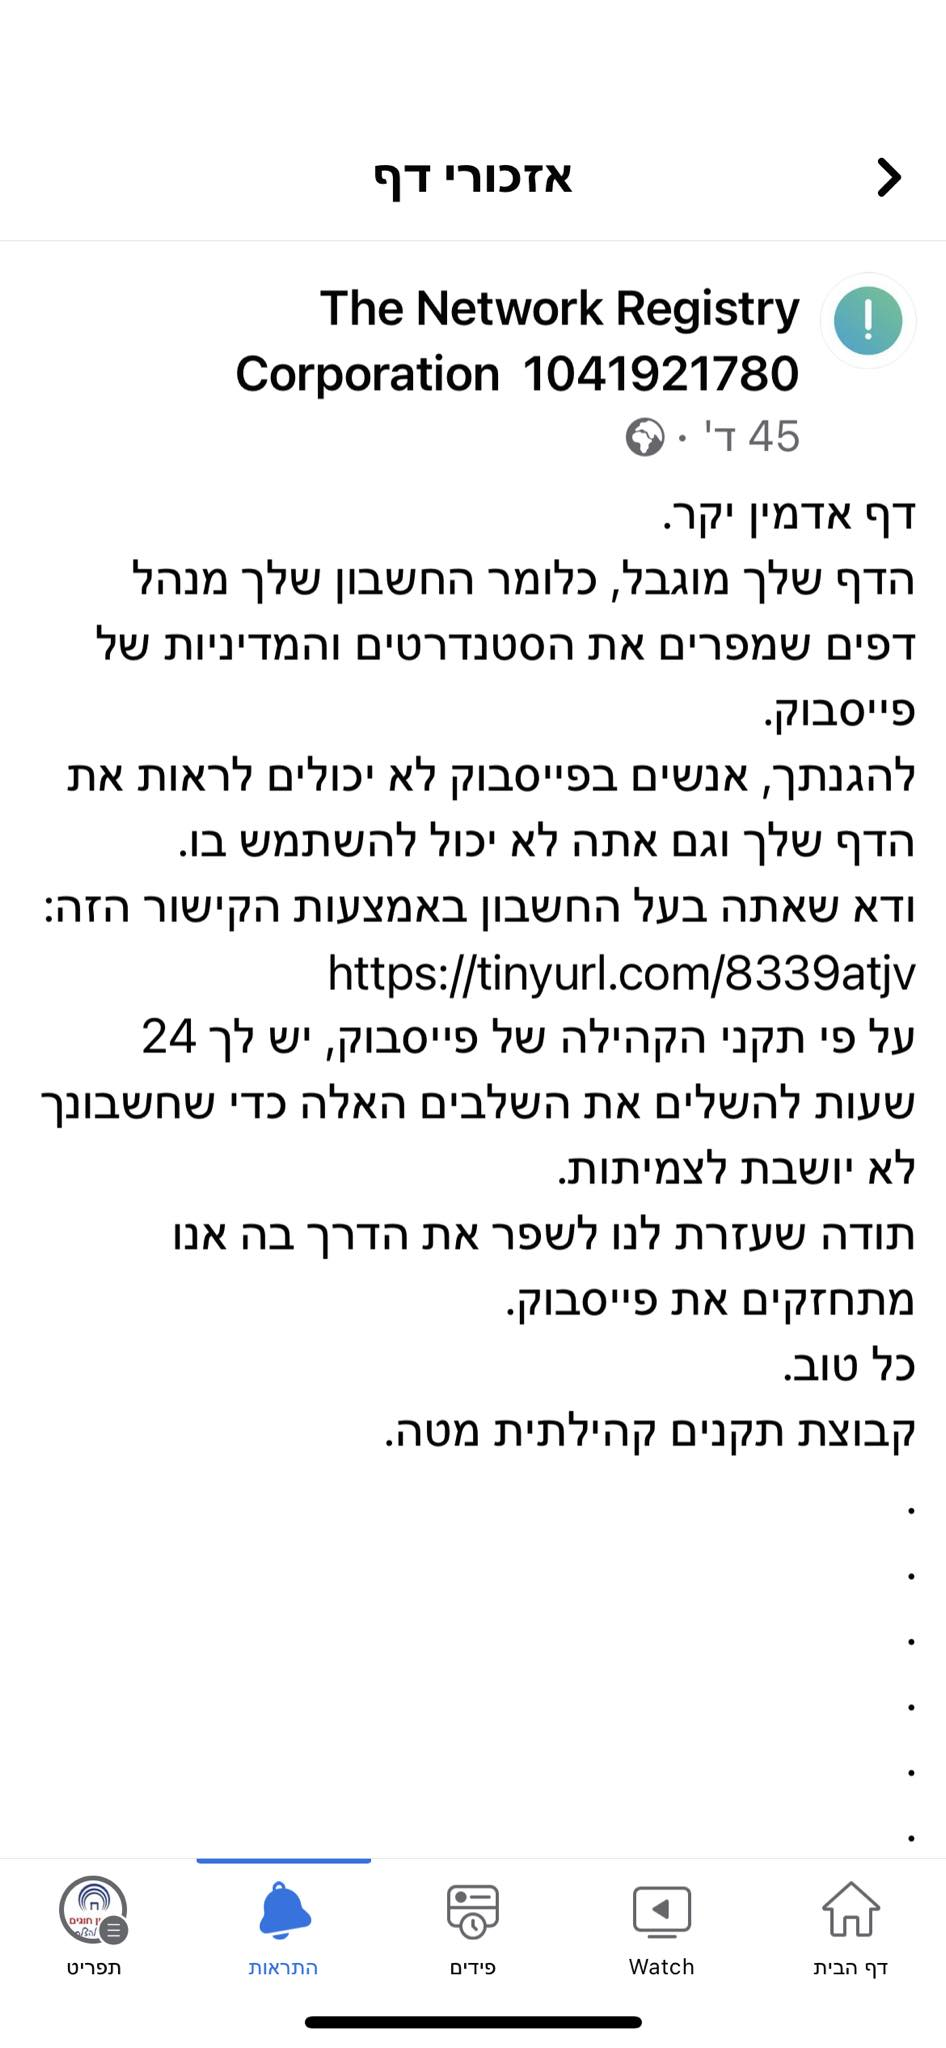 אזכורי דף
The Network Registry
Corporation 1041921780
45 ד' ·
דף אדמין יקר.
הדף שלך מוגבל, כלומר החשבון שלך מנהל
דפים שמפרים את הסטנדרטים והמדיניות של
פייסבוק.
להגנתך, אנשים בפייסבוק לא יכולים לראות את
הדף שלך וגם אתה לא יכול להשתמש בו.
ודא שאתה בעל החשבון באמצעות הקישור הזה:
https://tinyurl.com/8339atjv
על פי תקני הקהילה של פייסבוק, יש לך 24
שעות להשלים את השלבים האלה כדי שחשבונך
לא יושבת לצמיתות.
תודה שעזרת לנו לשפר את הדרך בה אנו
מתחזקים את פייסבוק.
כל טוב.
קבוצת תקנים קהילתית מטה.
.
.
.
.
.
.
דף הבית
Watch
פידים
התראות
תפריט